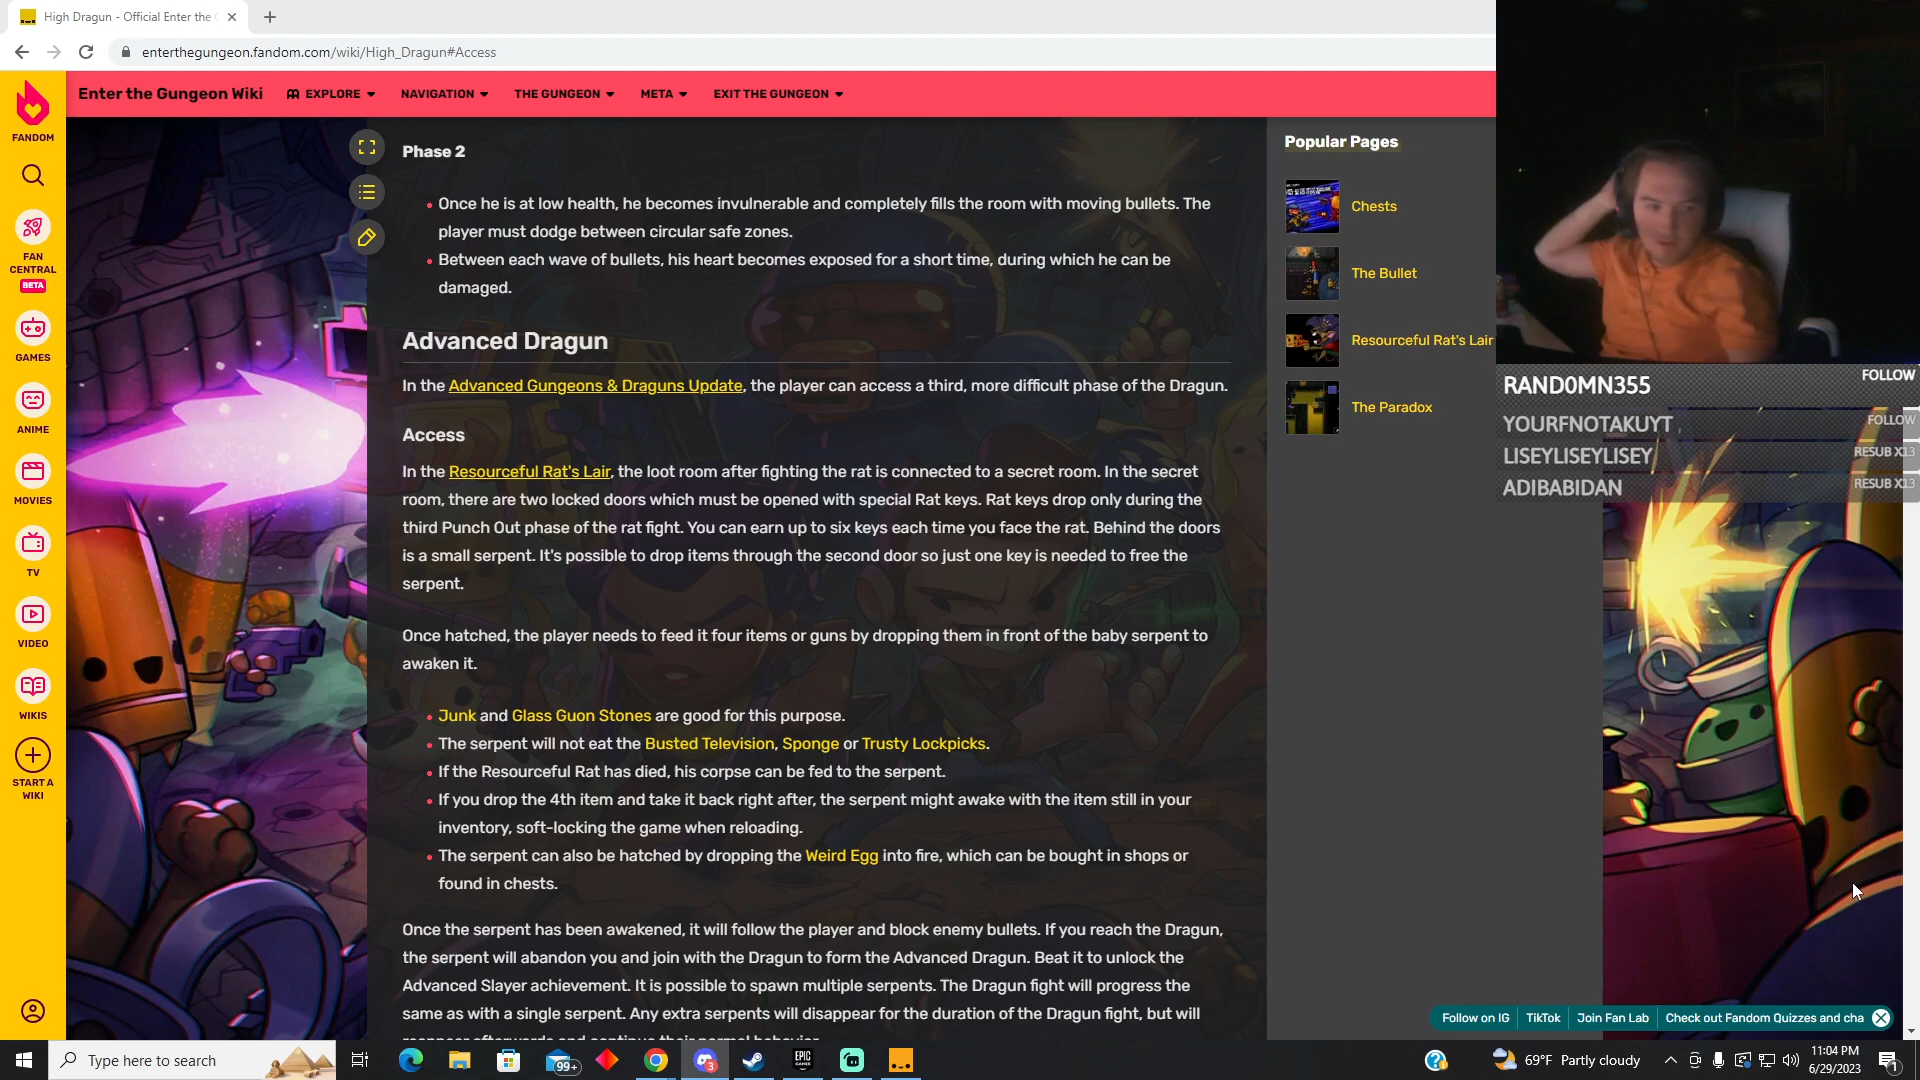 High Dragun - Official Enter the
enterthegungeon.fandom.com/wiki/High_Dragun#Access
Enter the Gungeon Wiki
EXPLORE
NAVIGATION
THE GUNGEON
META
EXIT THE GUNGEON
FANDOM
FAN
CENTRAL
BETA
GAMES
ANIME
MOVIES
TV
VIDEO
WIKIS
START A
WIKI
Phase 2
Once he is at low health, he becomes invulnerable and completely fills the room with moving bullets. The
player must dodge between circular safe zones.
Between each wave of bullets, his heart becomes exposed for a short time, during which he can be
damaged.
Advanced Dragun
In the Advanced Gungeons & Draguns Update, the player can access a third, more difficult phase of the Dragun.
Access
In the Resourceful Rat's Lair, the loot room after fighting the rat is connected to a secret room. In the secret
room, there are two locked doors which must be opened with special Rat keys. Rat keys drop only during the
third Punch Out phase of the rat fight. You can earn up to six keys each time you face the rat. Behind the doors
is a small serpent. It's possible to drop items through the second door so just one key is needed to free the
serpent.
Once hatched, the player needs to feed it four items or guns by dropping them in front of the baby serpent to
awaken it.
Junk and Glass Guon Stones are good for this purpose.
The serpent will not eat the Busted Television, Sponge or Trusty Lockpicks.
If the Resourceful Rat has died, his corpse can be fed to the serpent.
If you drop the 4th item and take it back right after, the serpent might awake with the item still in your
inventory, soft-locking the game when reloading.
The serpent can also be hatched by dropping the Weird Egg into fire, which can be bought in shops or
found in chests.
Once the serpent has been awakened, it will follow the player and block enemy bullets. If you reach the Dragun,
the serpent will abandon you and join with the Dragun to form the Advanced Dragun. Beat it to unlock the
Advanced Slayer achievement. It is possible to spawn multiple serpents. The Dragun fight will progress the
same as with a single serpent. Any extra serpents will disappear for the duration of the Dragun fight, but will
reappear afterwards and continue their normal behavior.
Popular Pages
Chests
The Bullet
Resourceful Rat's Lair
The Paradox
RAND0MN355 FOLLOW
YOURFNOTAKUYT FOLLOW
LISEYLISEYLISEY RESUB X13
ADIBABIDAN RESUB X13
Follow on IG TikTok Join Fan Lab Check out Fandom Quizzes and cha
Type here to search
99+
3
EPIC
GAMES
69°F Partly cloudy
11:04 PM
6/29/2023
1